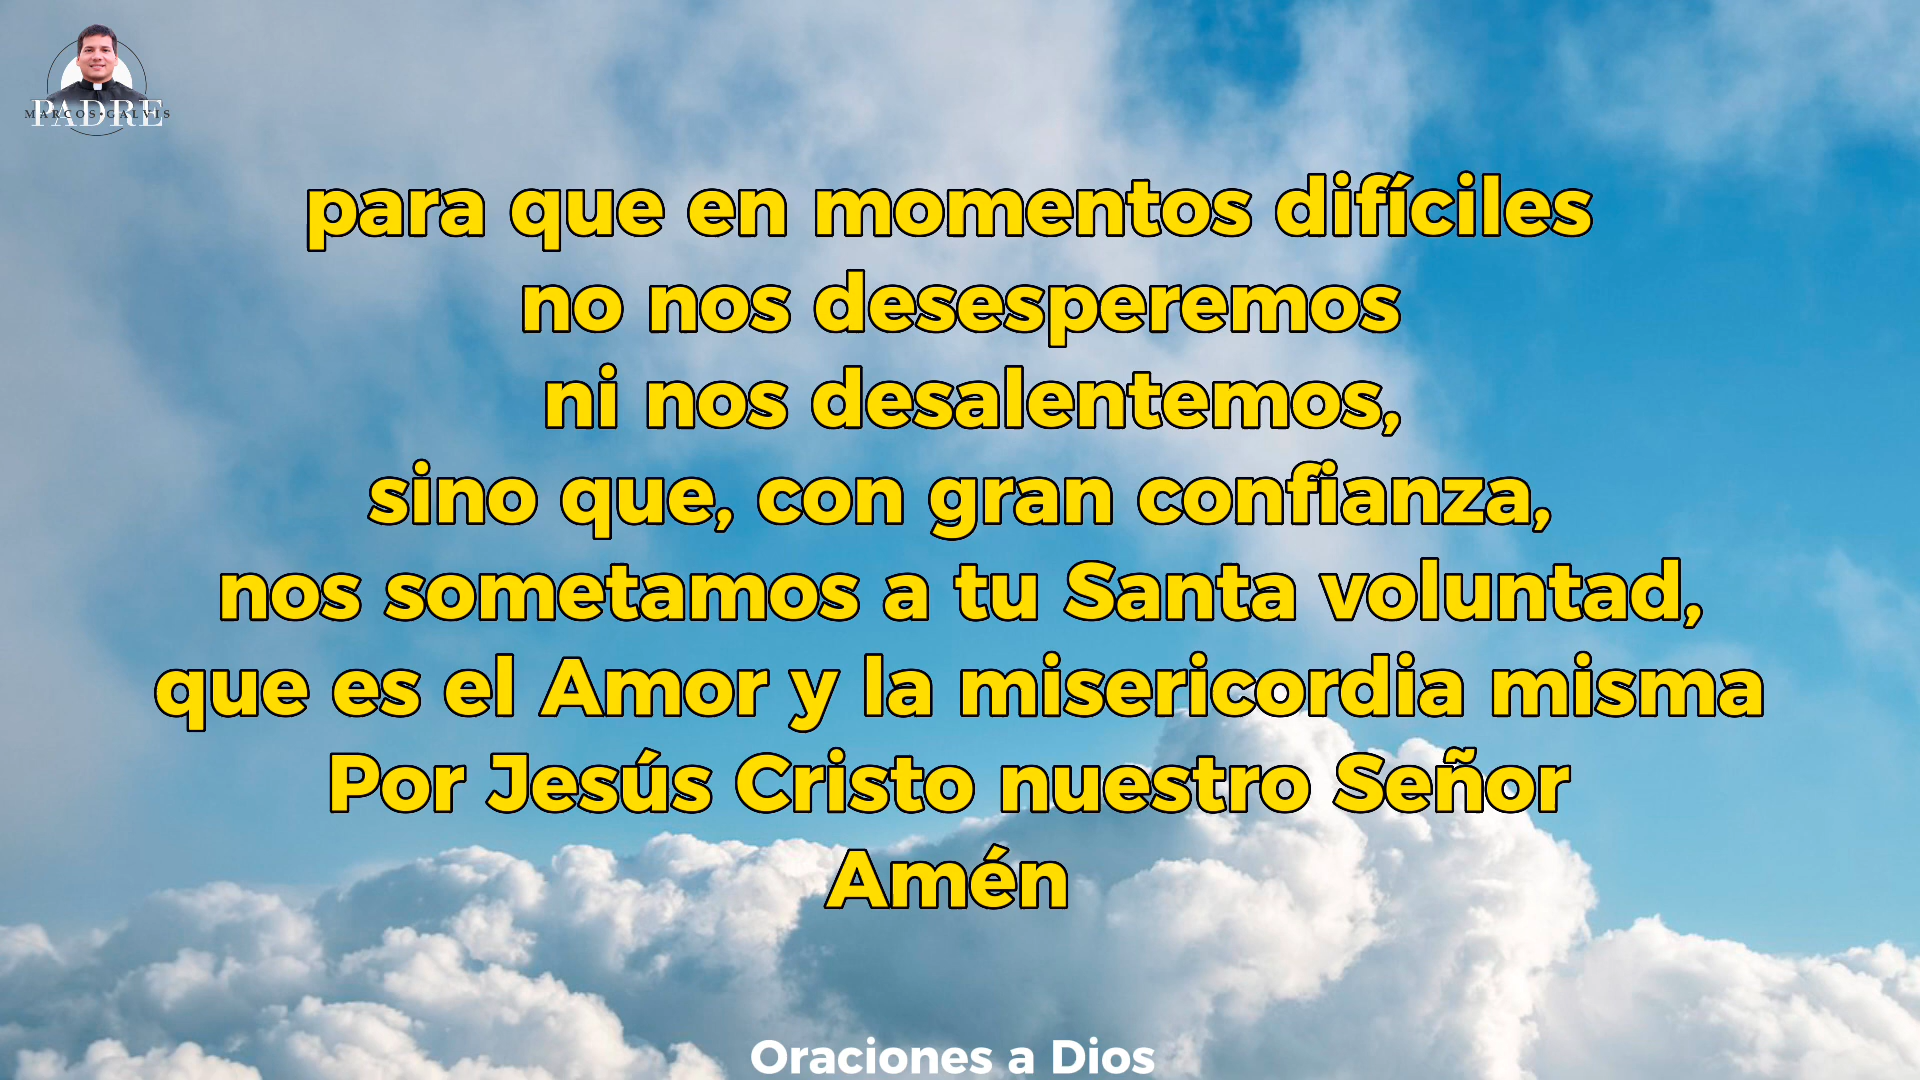 PADRE
MARCOS•GALVIS
para que en momentos difíciles
no nos desesperemos
ni nos desalentemos,
sino que, con gran confianza,
nos sometamos a tu Santa voluntad,
que es el Amor y la misericordia misma
Por Jesús Cristo nuestro Señor
Amén
Oraciones a Dios